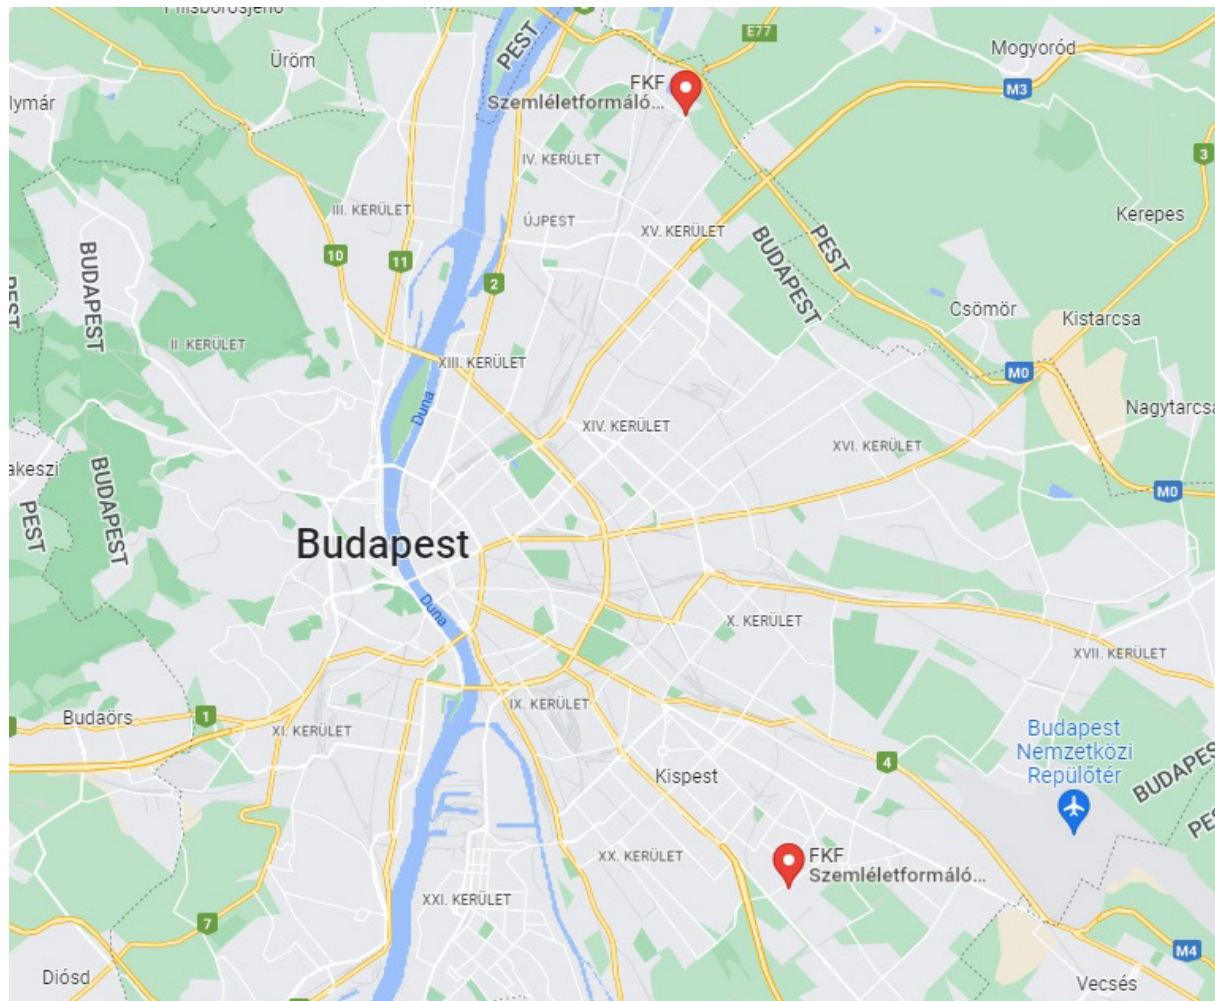 Üröm
PEST
E77
Mogyoród
lymár
FKF
Szemléletformáló...
M3
IV. KERÜLET
3
III. KERÜLET
ÚJPEST
XV. KERÜLET
Kerepes
BUDAPEST
10
11
2
BUDAPEST
PEST
Csömör
Kistarcsa
II. KERÜLET
XIII. KERÜLET
M0
Duna
XIV. KERÜLET
Nagytarcsa
XVI. KERÜLET
akeszi
BUDAPEST
PEST
M0
Budapest
Duna
X. KERÜLET
XVII. KERÜLET
IX. KERÜLET
Budaörs
1
XI. KERÜLET
Budapest
Nemzetközi
Repülőtér
4
Kispest
BUDAPES
PES
XX. KERÜLET
FKF
Szemléletformáló...
XXI. KERÜLET
7
M4
Diósd
Vecsés